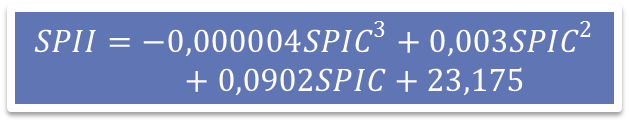 SPII = −0,000004SPIC³ + 0,003SPIC²
+ 0,0902SPIC + 23,175